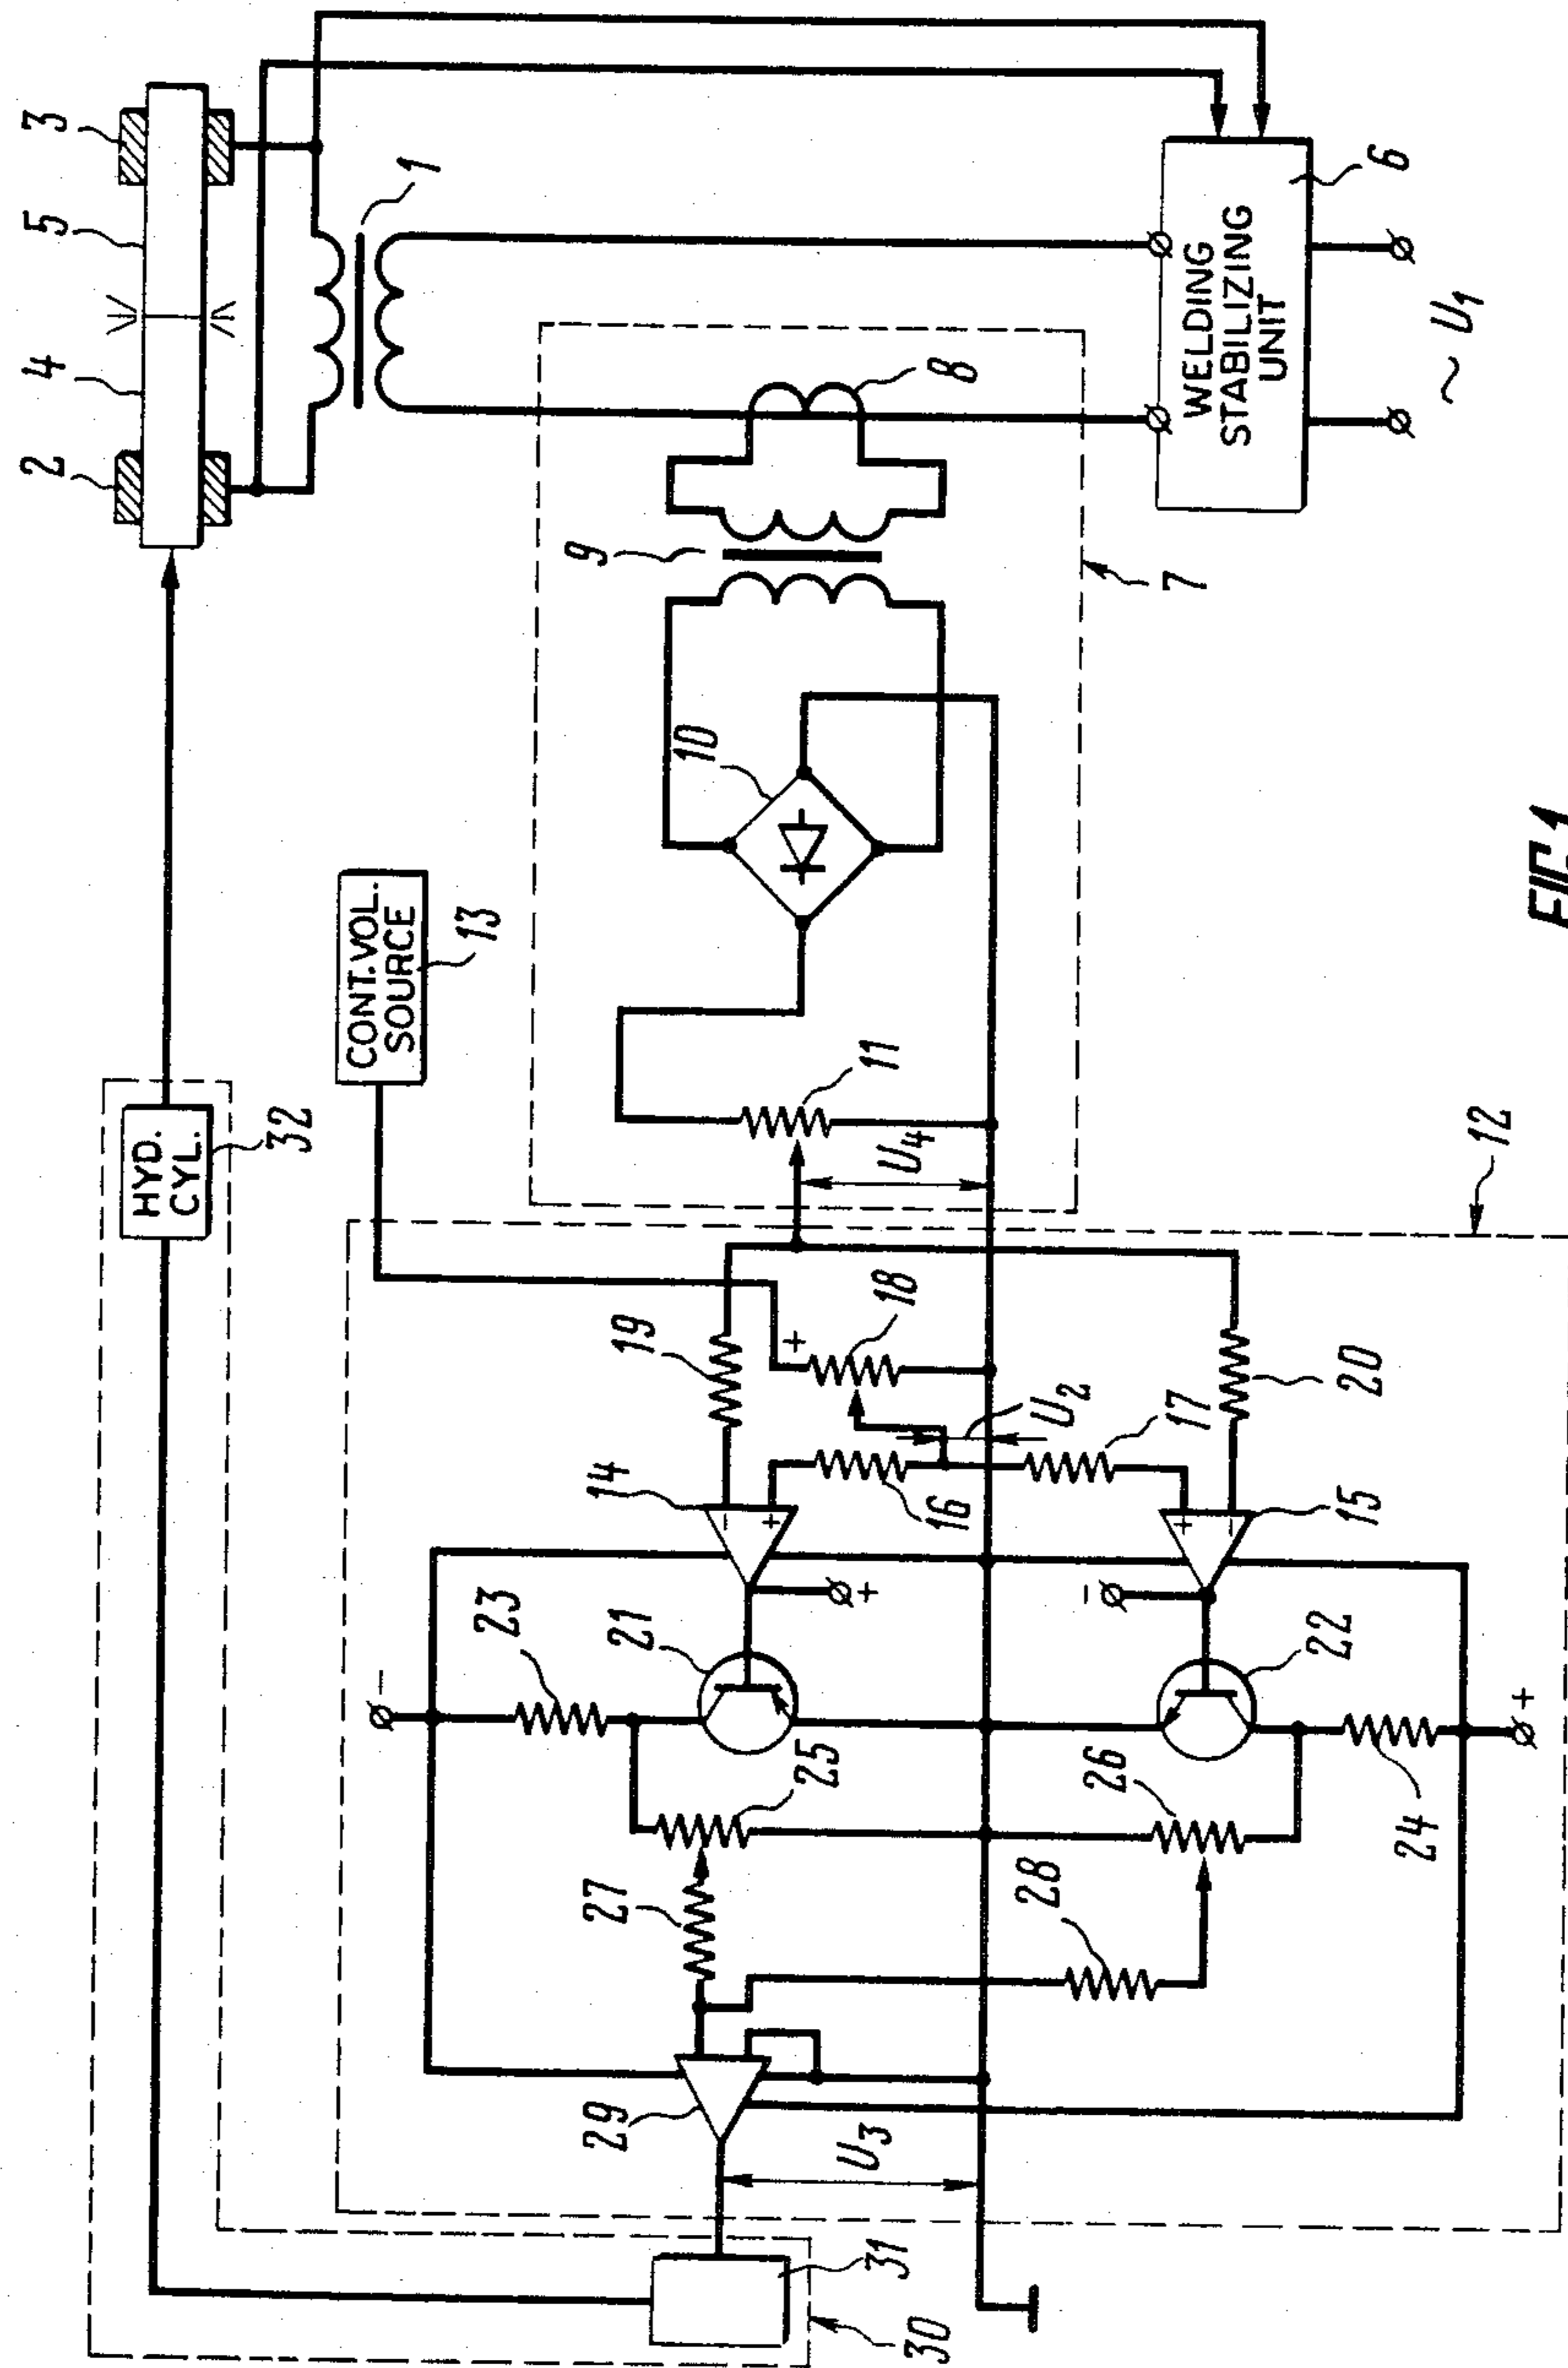 2 4 5 3
HYD.
CYL.
32
1
CONT.VOL.
SOURCE
13
−
23
29 27 21 14 19 9
10
− +
25
+
+
31
U3
18
11
U4
30
16
8
28
U2
26
−
17
7
+ −
WELDING
STABILIZING
UNIT
22
15
20
6
24
12
U1
~
+
FIG.1